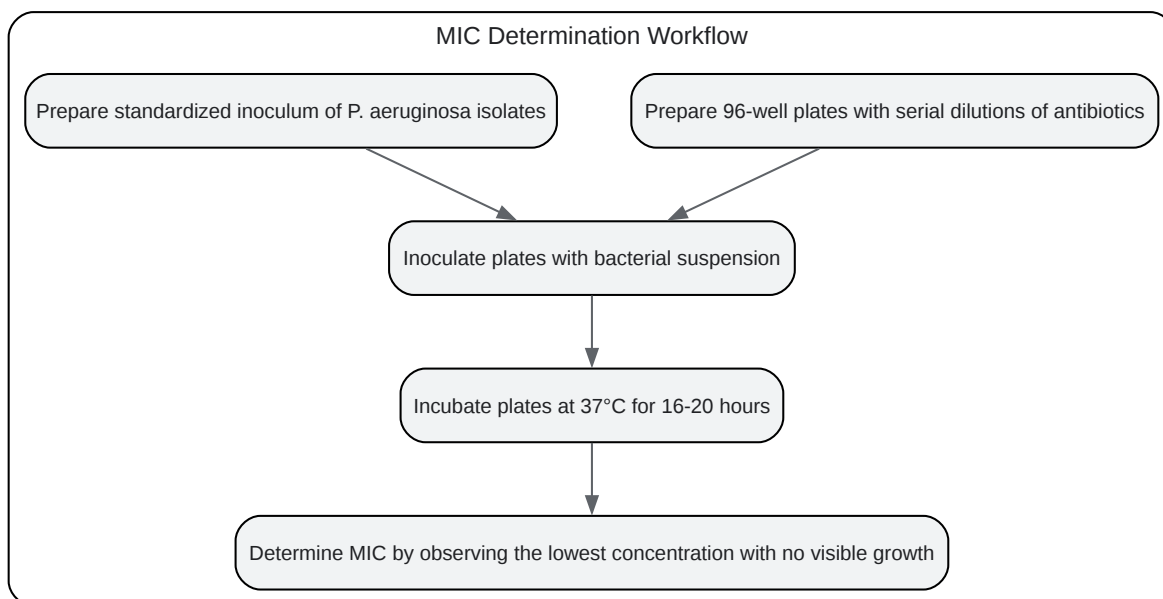 MIC Determination Workflow
Prepare standardized inoculum of P. aeruginosa isolates
Prepare 96-well plates with serial dilutions of antibiotics
Inoculate plates with bacterial suspension
Incubate plates at 37°C for 16-20 hours
Determine MIC by observing the lowest concentration with no visible growth